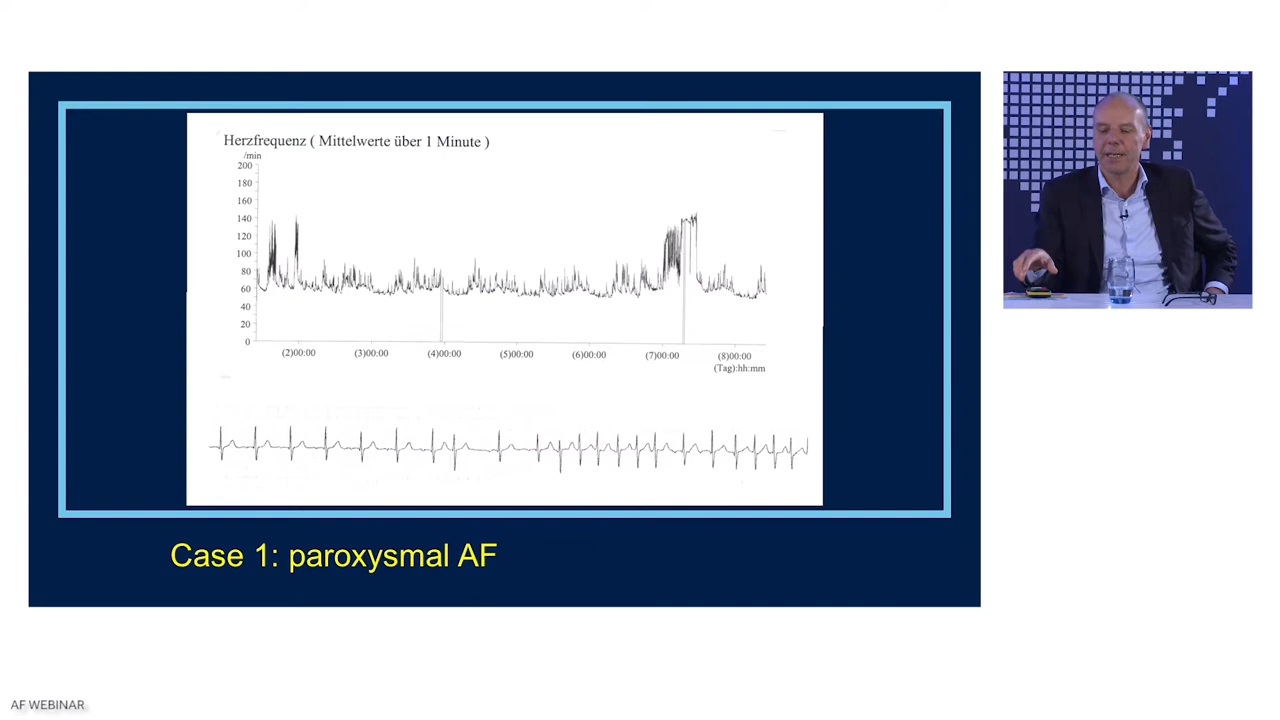 Herzfrequenz ( Mittelwerte über 1 Minute )
/min
200
180
160
140
120
100
80
60
40
20
0
(2)00:00 (3)00:00 (4)00:00 (5)00:00 (6)00:00 (7)00:00 (8)00:00
(Tag):hh:mm
Case 1: paroxysmal AF
AF WEBINAR